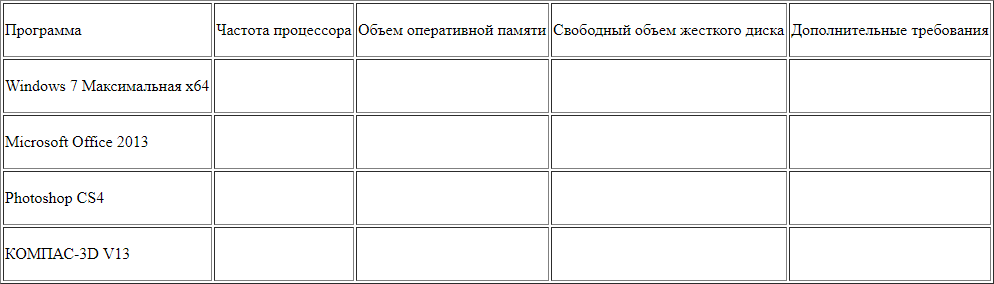 Программа Частота процессора Объем оперативной памяти Свободный объем жесткого диска Дополнительные требования
Windows 7 Максимальная x64
Microsoft Office 2013
Photoshop CS4
КОМПАС-3D V13